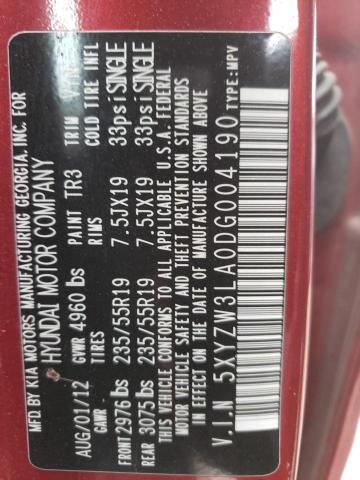 MFD. BY KIA MOTORS MANUFACTURING GEORGIA, INC. FOR
HYUNDAI MOTOR COMPANY
AUG/01/12 GVWR 4960 lbs PAINT TR3 TRIM
GAWR TIRES RIMS COLD TIRE INFL
FRONT 2976 lbs 235/55R19 7.5JX19 33psi SINGLE
REAR 3075 lbs 235/55R19 7.5JX19 33psi SINGLE
THIS VEHICLE CONFORMS TO ALL APPLICABLE U.S.A. FEDERAL
MOTOR VEHICLE SAFETY AND THEFT PREVENTION STANDARDS
IN EFFECT ON THE DATE OF MANUFACTURE SHOWN ABOVE
V.I.N 5XYZW3LA0DG004190 TYPE: MPV